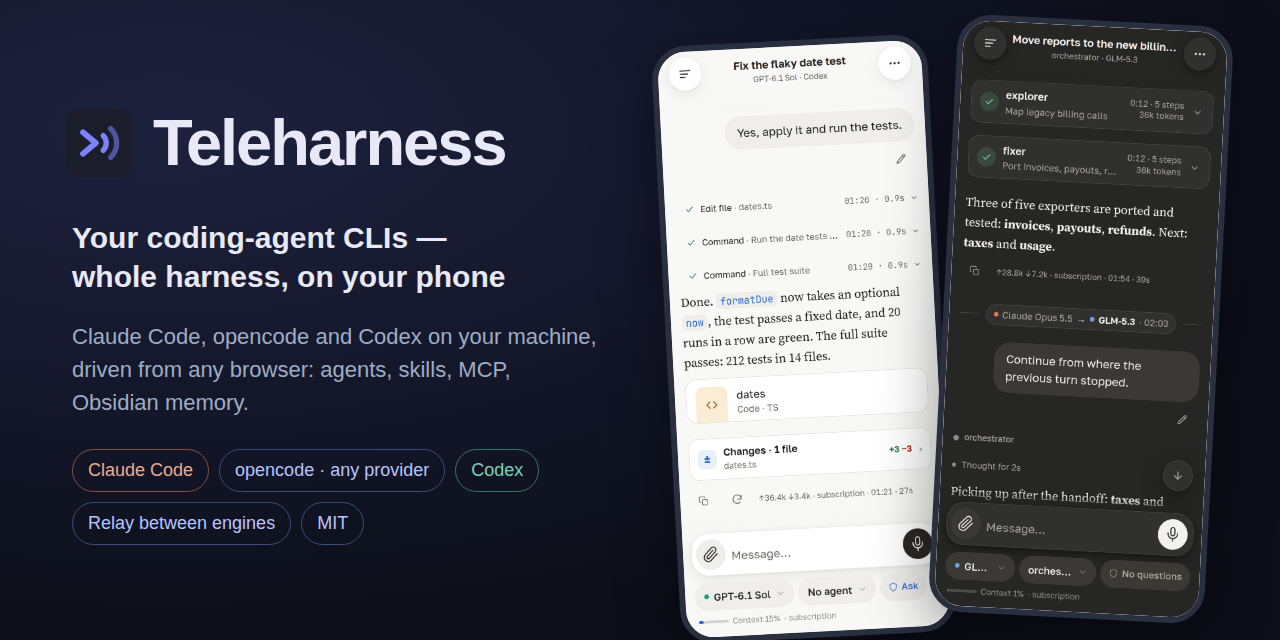 Teleharness
Your coding-agent CLIs —
whole harness, on your phone
Claude Code, opencode and Codex on your machine,
driven from any browser: agents, skills, MCP,
Obsidian memory.
Claude Code
opencode · any provider
Codex
Relay between engines
MIT
Fix the flaky date test
GPT-6.1 Sol · Codex
Yes, apply it and run the tests.
Edit file · dates.ts 01:20 · 0.9s
Command · Run the date tests ... 01:20 · 0.9s
Command · Full test suite 01:20 · 0.9s
Done. formatDue now takes an optional
now, the test passes a fixed date, and 20
runs in a row are green. The full suite
passes: 212 tests in 14 files.
dates
Code · TS
Changes · 1 file
dates.ts
+3 −3
↑36.4k ↓3.4k · subscription · 01:21 · 27s
Message...
GPT-6.1 Sol
No agent
Ask
Context 15% · subscription
Move reports to the new billin...
orchestrator · GLM-5.3
explorer
Map legacy billing calls
0:12 · 5 steps
36k tokens
fixer
Port invoices, payouts, r...
0:12 · 5 steps
36k tokens
Three of five exporters are ported and
tested: invoices, payouts, refunds. Next:
taxes and usage.
↑28.8k ↓7.2k · subscription · 01:54 · 39s
Claude Opus 5.5 → GLM-5.3 · 02:03
Continue from where the
previous turn stopped.
orchestrator
Thought for 2s
Picking up after the handoff: taxes and
Message...
GL...
orches...
No questions
Context 1% · subscription